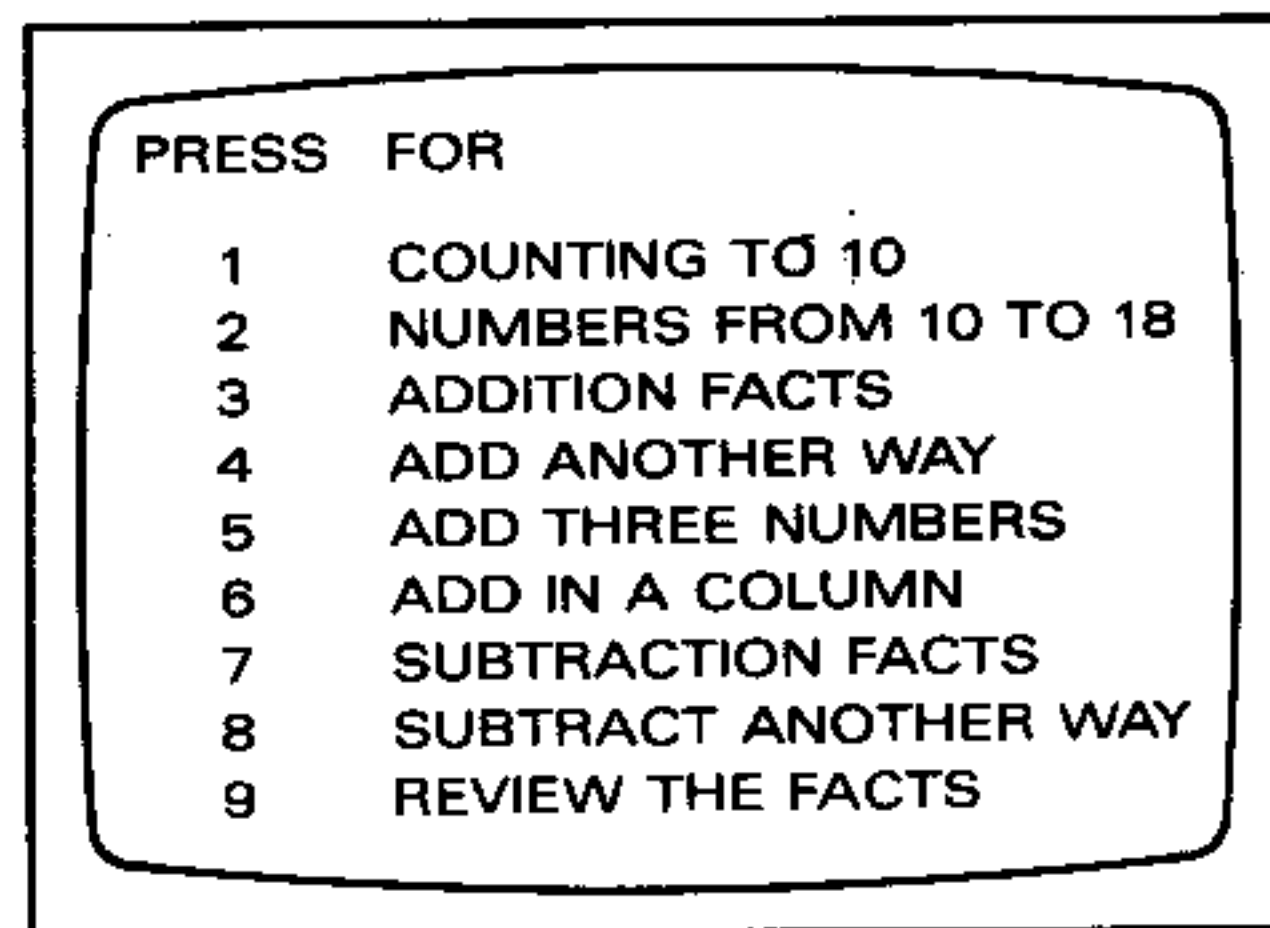 PRESS FOR
1 COUNTING TO 10
2 NUMBERS FROM 10 TO 18
3 ADDITION FACTS
4 ADD ANOTHER WAY
5 ADD THREE NUMBERS
6 ADD IN A COLUMN
7 SUBTRACTION FACTS
8 SUBTRACT ANOTHER WAY
9 REVIEW THE FACTS